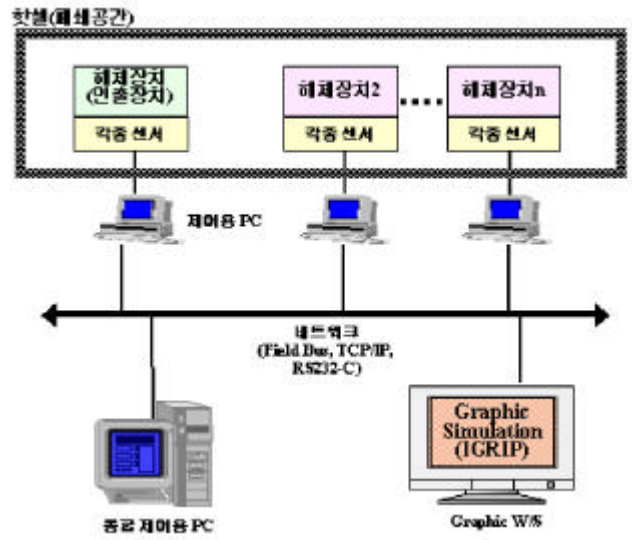 핫셀(폐쇄공간)
해체장치
(인출장치)
각종 센서
해체장치2
각종 센서
해체장치n
각종 센서
제어용 PC
네트워크
(Field Bus, TCP/IP,
RS232-C)
Graphic
Simulation
(IGRIP)
제어용 PC
Graphic W/S